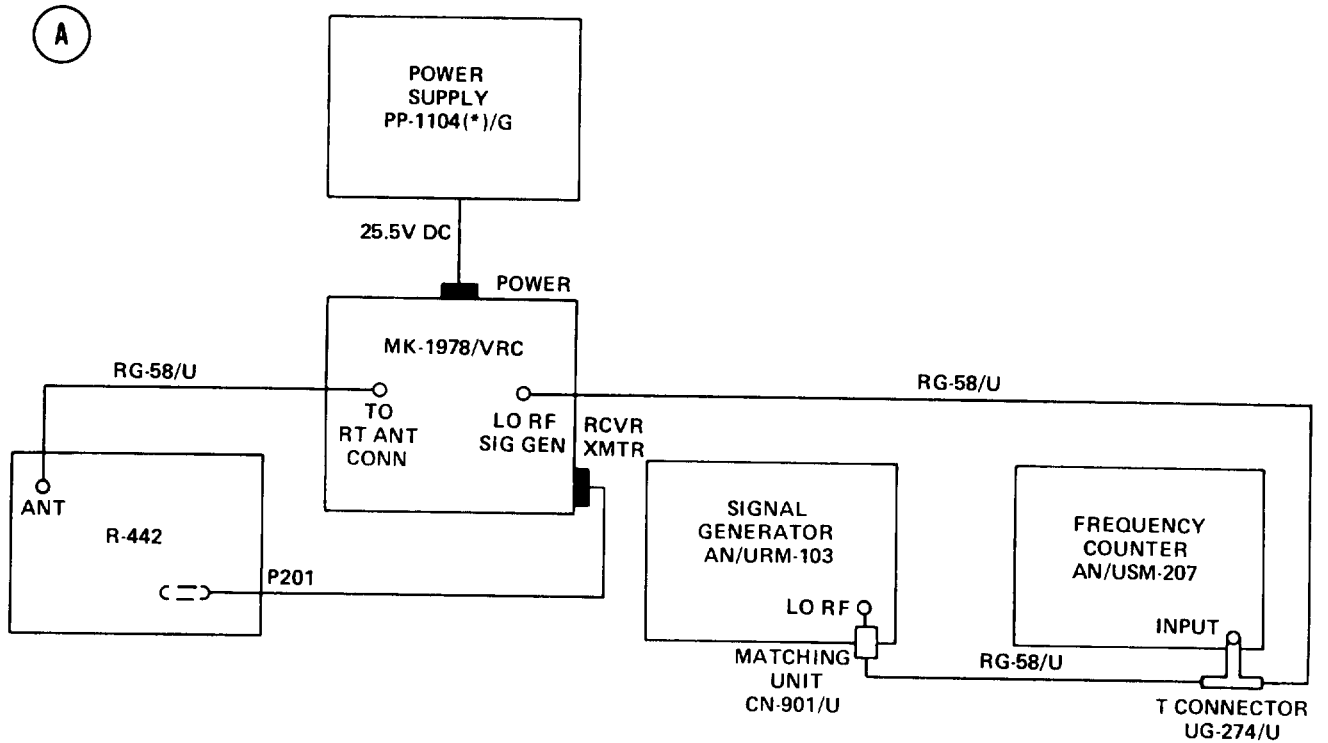 A
POWER
SUPPLY
PP-1104(*)/G
25.5V DC
POWER
MK-1978/VRC
RG-58/U
TO
RT ANT
CONN
LO RF
SIG GEN
RCVR
XMTR
RG-58/U
ANT
R-442
P201
SIGNAL
GENERATOR
AN/URM-103
LO RF
MATCHING
UNIT
CN-901/U
FREQUENCY
COUNTER
AN/USM-207
INPUT
RG-58/U
T CONNECTOR
UG-274/U